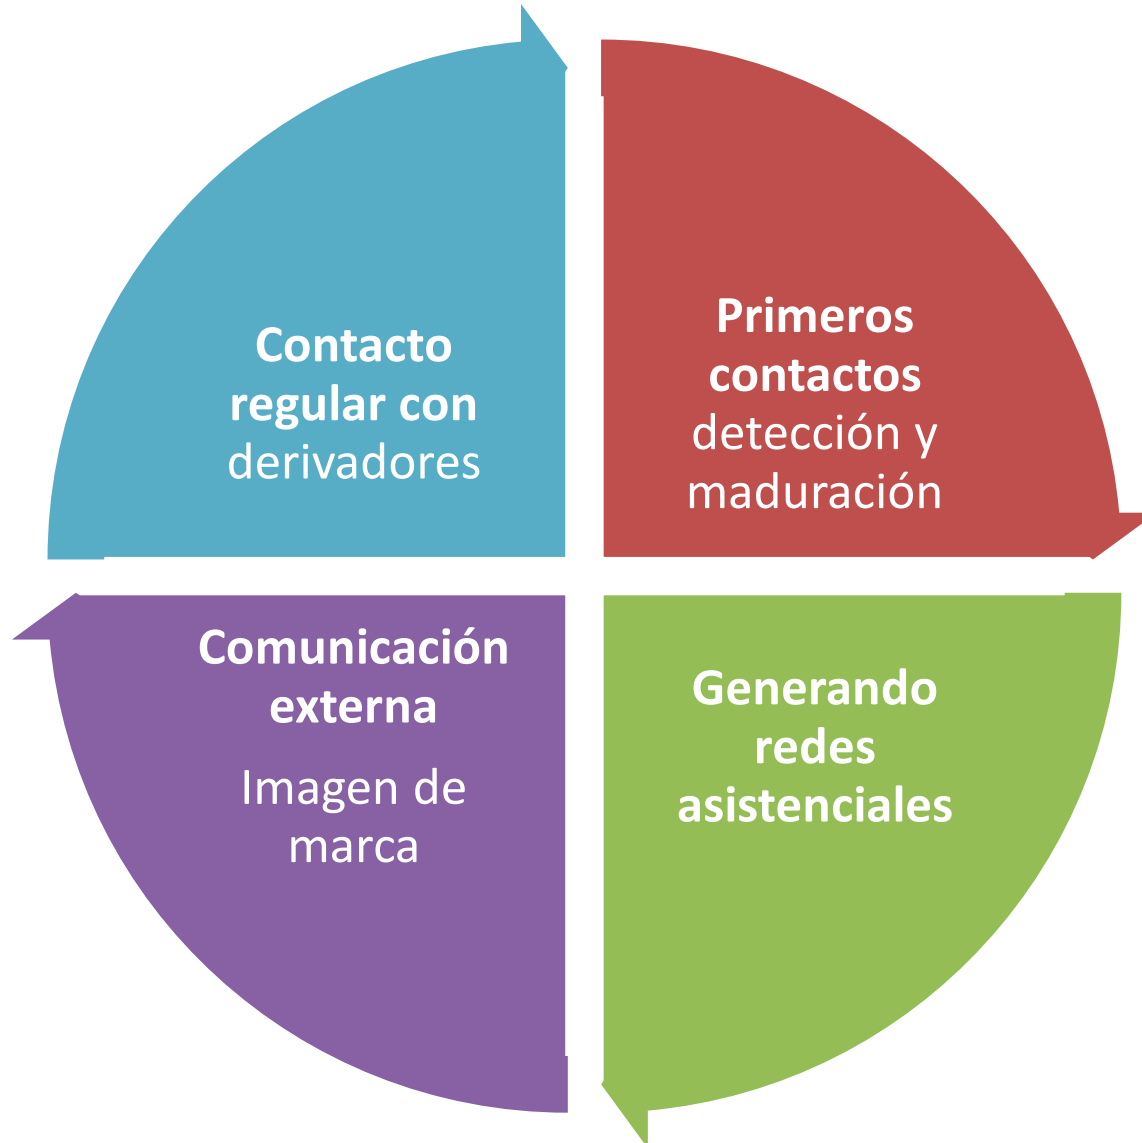 Contacto
regular con
derivadores
Primeros
contactos
detección y
maduración
Comunicación
externa
Imagen de
marca
Generando
redes
asistenciales